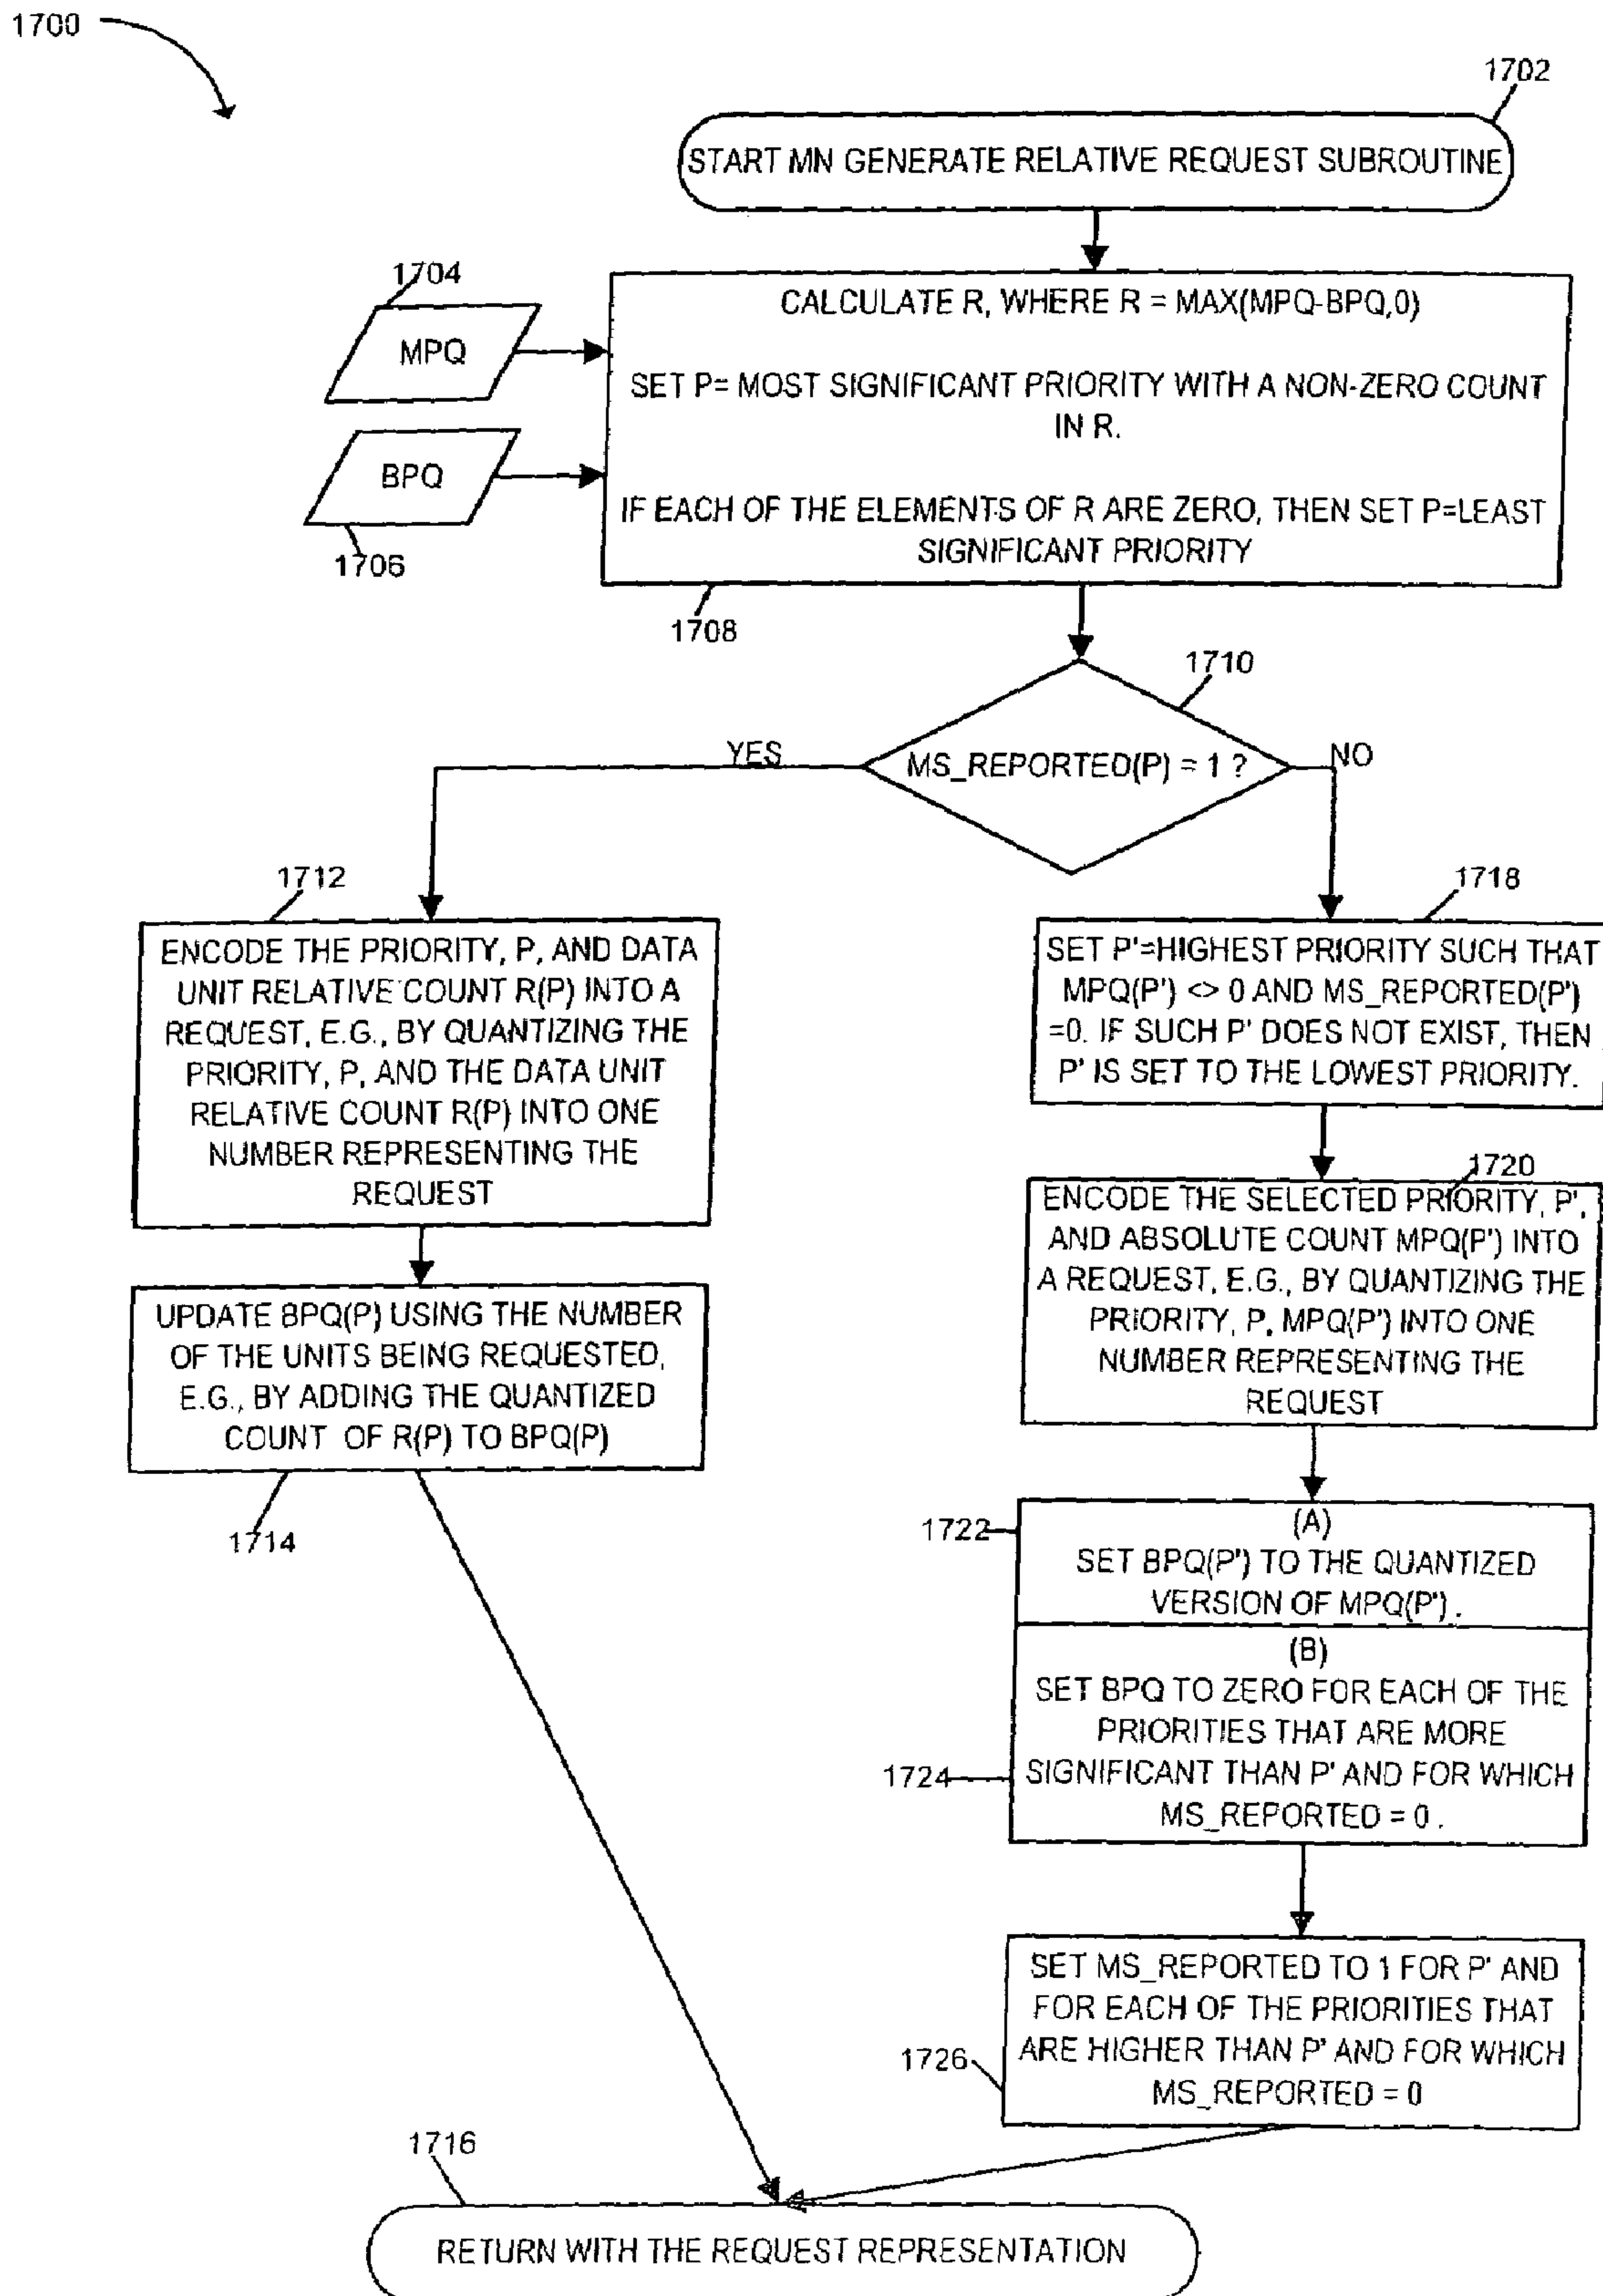 1700
1702
START MN GENERATE RELATIVE REQUEST SUBROUTINE
1704
MPQ
BPQ
1706
CALCULATE R, WHERE R = MAX(MPQ-BPQ,0)
SET P= MOST SIGNIFICANT PRIORITY WITH A NON-ZERO COUNT
IN R.
IF EACH OF THE ELEMENTS OF R ARE ZERO, THEN SET P=LEAST
SIGNIFICANT PRIORITY
1708
1710
MS_REPORTED(P) = 1 ?
YES
NO
1712
ENCODE THE PRIORITY, P, AND DATA
UNIT RELATIVE COUNT R(P) INTO A
REQUEST, E.G., BY QUANTIZING THE
PRIORITY, P, AND THE DATA UNIT
RELATIVE COUNT R(P) INTO ONE
NUMBER REPRESENTING THE
REQUEST
UPDATE BPQ(P) USING THE NUMBER
OF THE UNITS BEING REQUESTED,
E.G., BY ADDING THE QUANTIZED
COUNT OF R(P) TO BPQ(P)
1714
1718
SET P'=HIGHEST PRIORITY SUCH THAT
MPQ(P') <> 0 AND MS_REPORTED(P')
=0. IF SUCH P' DOES NOT EXIST, THEN
P' IS SET TO THE LOWEST PRIORITY.
1720
ENCODE THE SELECTED PRIORITY, P',
AND ABSOLUTE COUNT MPQ(P') INTO
A REQUEST, E.G., BY QUANTIZING THE
PRIORITY, P, MPQ(P') INTO ONE
NUMBER REPRESENTING THE
REQUEST
1722
(A)
SET BPQ(P') TO THE QUANTIZED
VERSION OF MPQ(P').
(B)
SET BPQ TO ZERO FOR EACH OF THE
PRIORITIES THAT ARE MORE
SIGNIFICANT THAN P' AND FOR WHICH
MS_REPORTED = 0.
1724
SET MS_REPORTED TO 1 FOR P' AND
FOR EACH OF THE PRIORITIES THAT
ARE HIGHER THAN P' AND FOR WHICH
MS_REPORTED = 0
1726
1716
RETURN WITH THE REQUEST REPRESENTATION